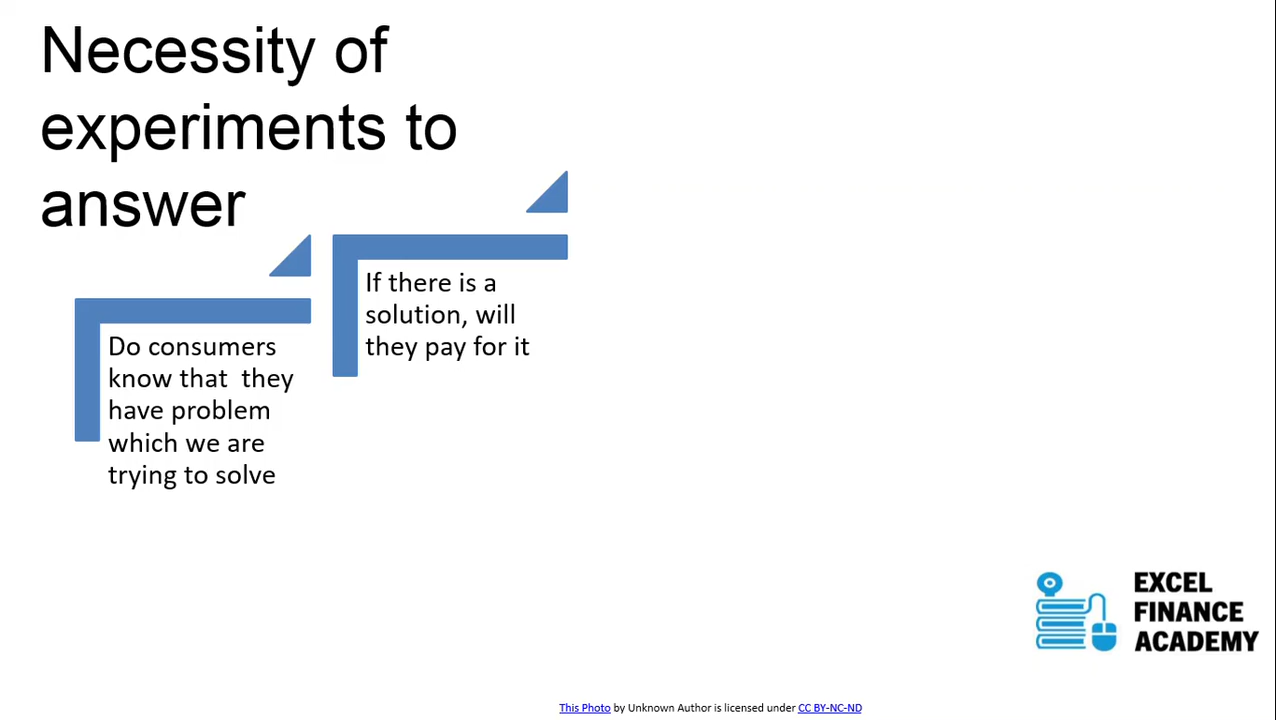 Necessity of
experiments to
answer
Do consumers
know that they
have problem
which we are
trying to solve
If there is a
solution, will
they pay for it
EXCEL
FINANCE
ACADEMY
This Photo by Unknown Author is licensed under CC BY-NC-ND